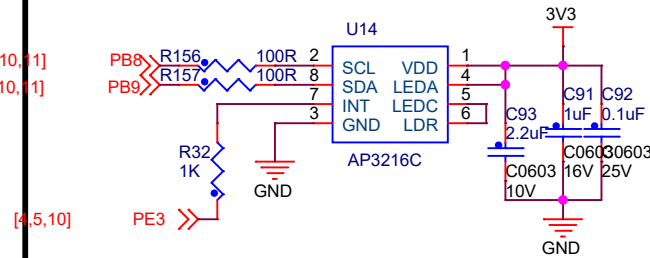 3V3
U14
10,11]
PB8
R156
100R
2
SCL
VDD
1
10,11]
PB9
R157
100R
8
SDA
LEDA
4
7
INT
LEDC
5
3
GND
LDR
6
C93
2.2uF
C0603
10V
C91
1uF
C0603
16V
C92
0.1uF
C0603
25V
R32
1K
AP3216C
GND
[4,5,10]
PE3
GND